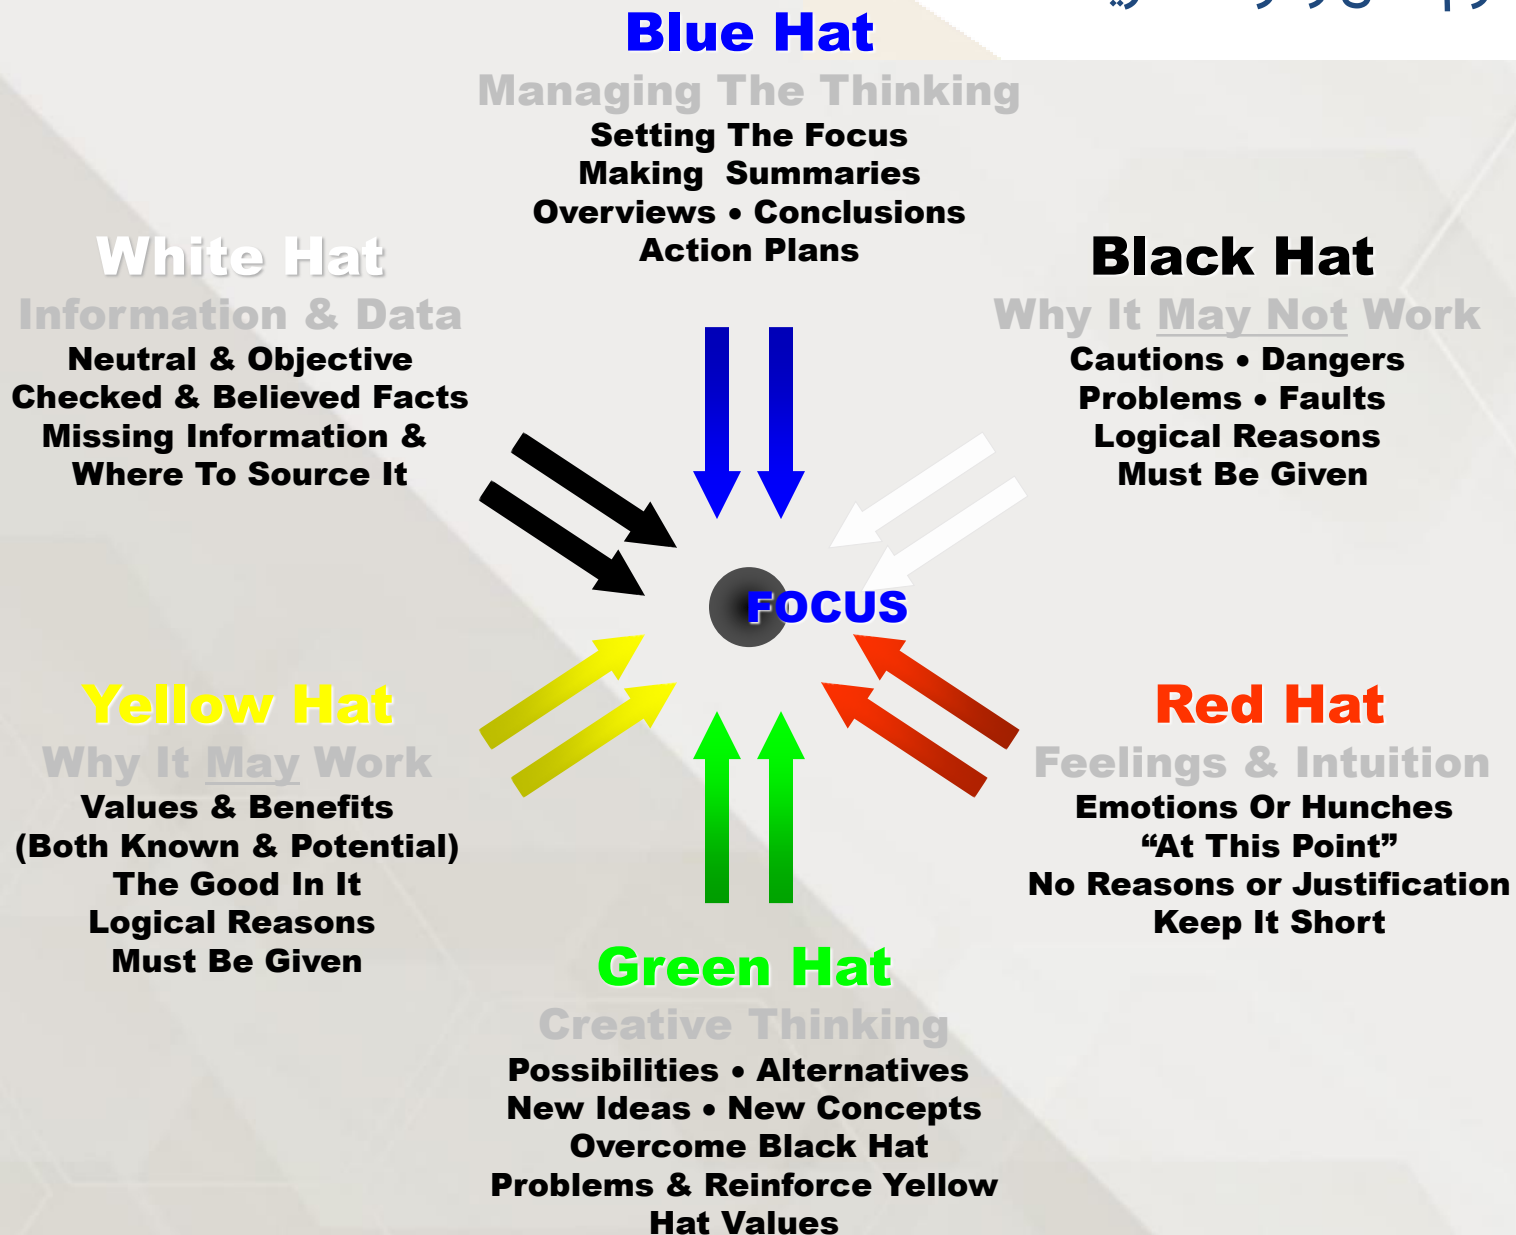 Blue Hat
Managing The Thinking
Setting The Focus
Making Summaries
Overviews • Conclusions
Action Plans
White Hat
Information & Data
Neutral & Objective
Checked & Believed Facts
Missing Information &
Where To Source It
Black Hat
Why It May Not Work
Cautions • Dangers
Problems • Faults
Logical Reasons
Must Be Given
FOCUS
Yellow Hat
Why It May Work
Values & Benefits
(Both Known & Potential)
The Good In It
Logical Reasons
Must Be Given
Red Hat
Feelings & Intuition
Emotions Or Hunches
“At This Point”
No Reasons or Justification
Keep It Short
Green Hat
Creative Thinking
Possibilities • Alternatives
New Ideas • New Concepts
Overcome Black Hat
Problems & Reinforce Yellow
Hat Values